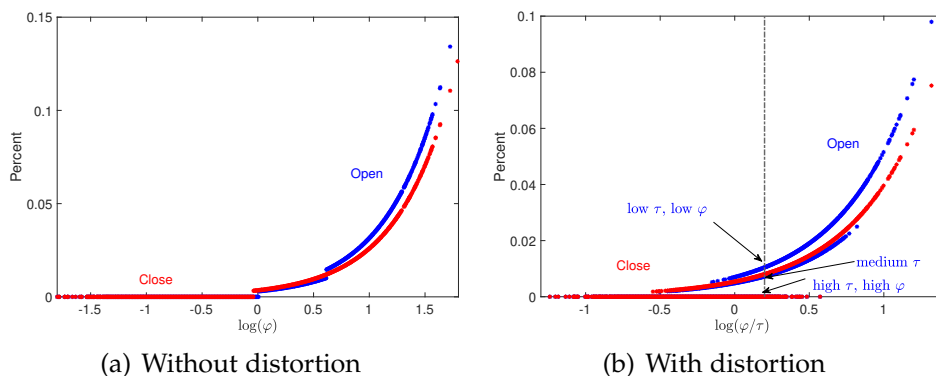 0.15
0.1
0.05
0
Percent
Open
Close
-1.5 -1 -0.5 0 0.5 1 1.5
log(φ)
(a) Without distortion
0.1
0.08
0.06
0.04
0.02
0
Percent
Open
low τ, low φ
Close
medium τ
high τ, high φ
-1 -0.5 0 0.5 1
log(φ/τ)
(b) With distortion